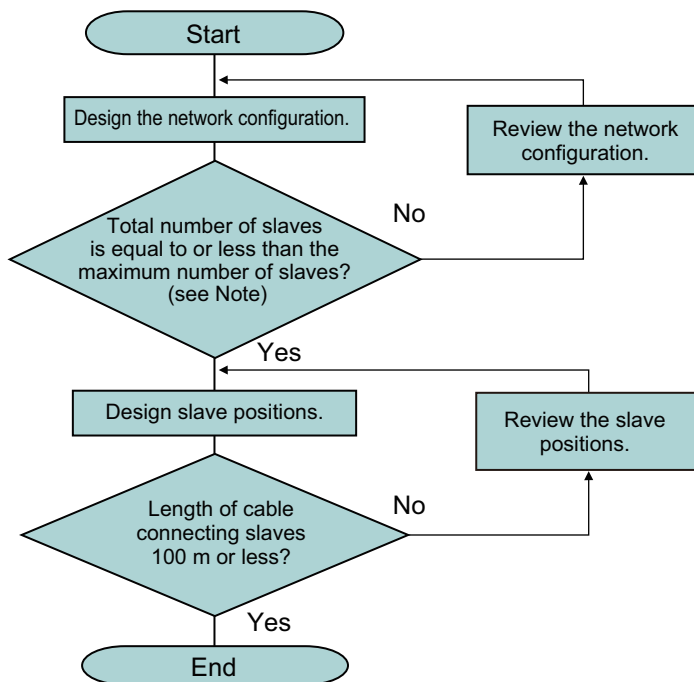 Start
Design the network configuration.
Review the network
configuration.
Total number of slaves
is equal to or less than the
maximum number of slaves?
(see Note)
No
Yes
Design slave positions.
Review the slave
positions.
Length of cable
connecting slaves
100 m or less?
No
Yes
End